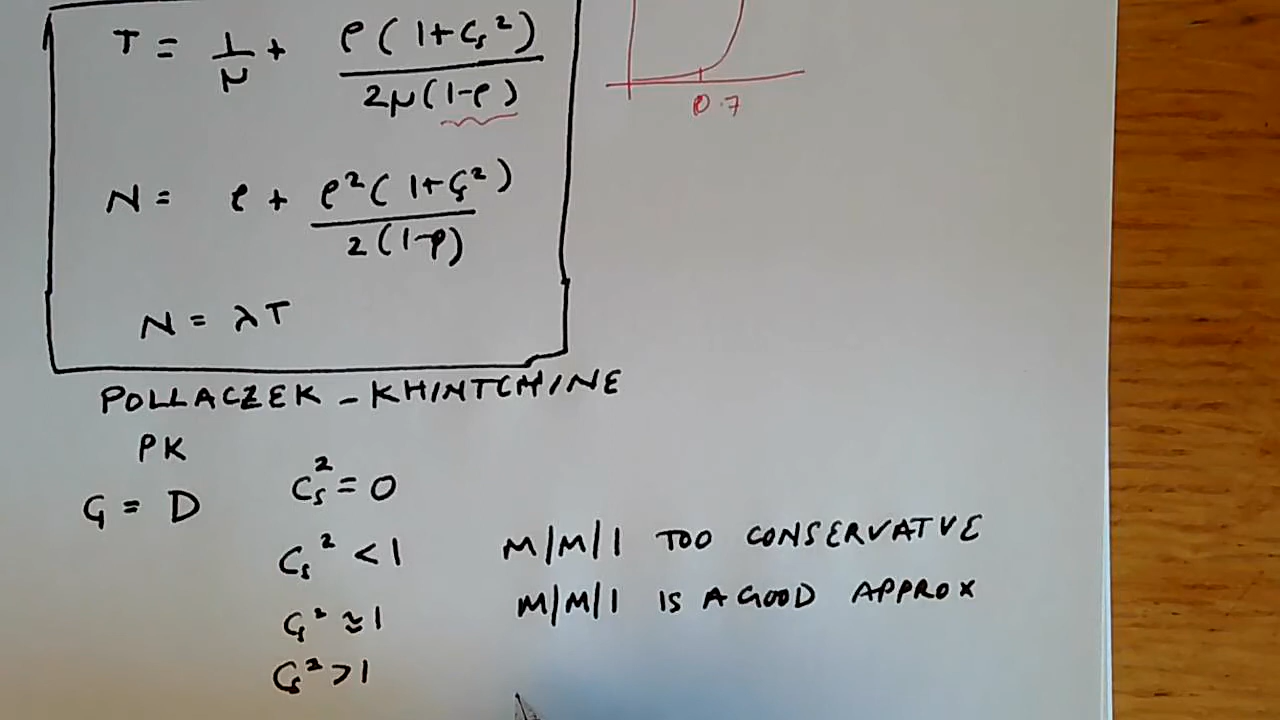 T = 1/μ + ρ(1+Cs²) / 2μ(1-ρ)
0.7
N = ρ + ρ²(1+Cs²) / 2(1-ρ)
N = λT
POLLACZEK - KHINTCHINE
PK
G = D
Cs² = 0
Cs² < 1 M/M/1 TOO CONSERVATVE
Cs² ≈ 1 M/M/1 IS A GOOD APPROX
Cs² > 1